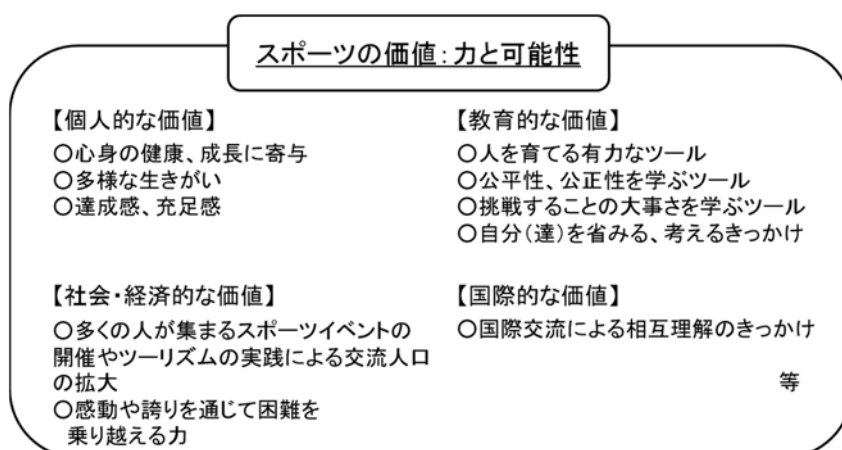 スポーツの価値：力と可能性
【個人的な価値】
○心身の健康、成長に寄与
○多様な生きがい
○達成感、充足感
【教育的な価値】
○人を育てる有力なツール
○公平性、公正性を学ぶツール
○挑戦することの大事さを学ぶツール
○自分（達）を省みる、考えるきっかけ
【社会・経済的な価値】
○多くの人が集まるスポーツイベントの
開催やツーリズムの実践による交流人口
の拡大
○感動や誇りを通じて困難を
乗り越える力
【国際的な価値】
○国際交流による相互理解のきっかけ
等